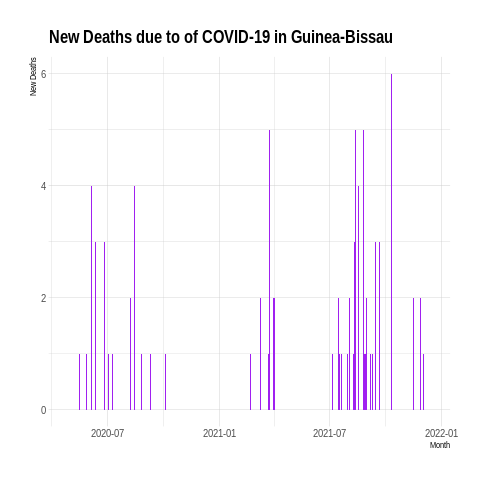 New Deaths due to of COVID-19 in Guinea-Bissau
New Deaths
6
4
2
0
2020-07 2021-01 2021-07 2022-01
Month